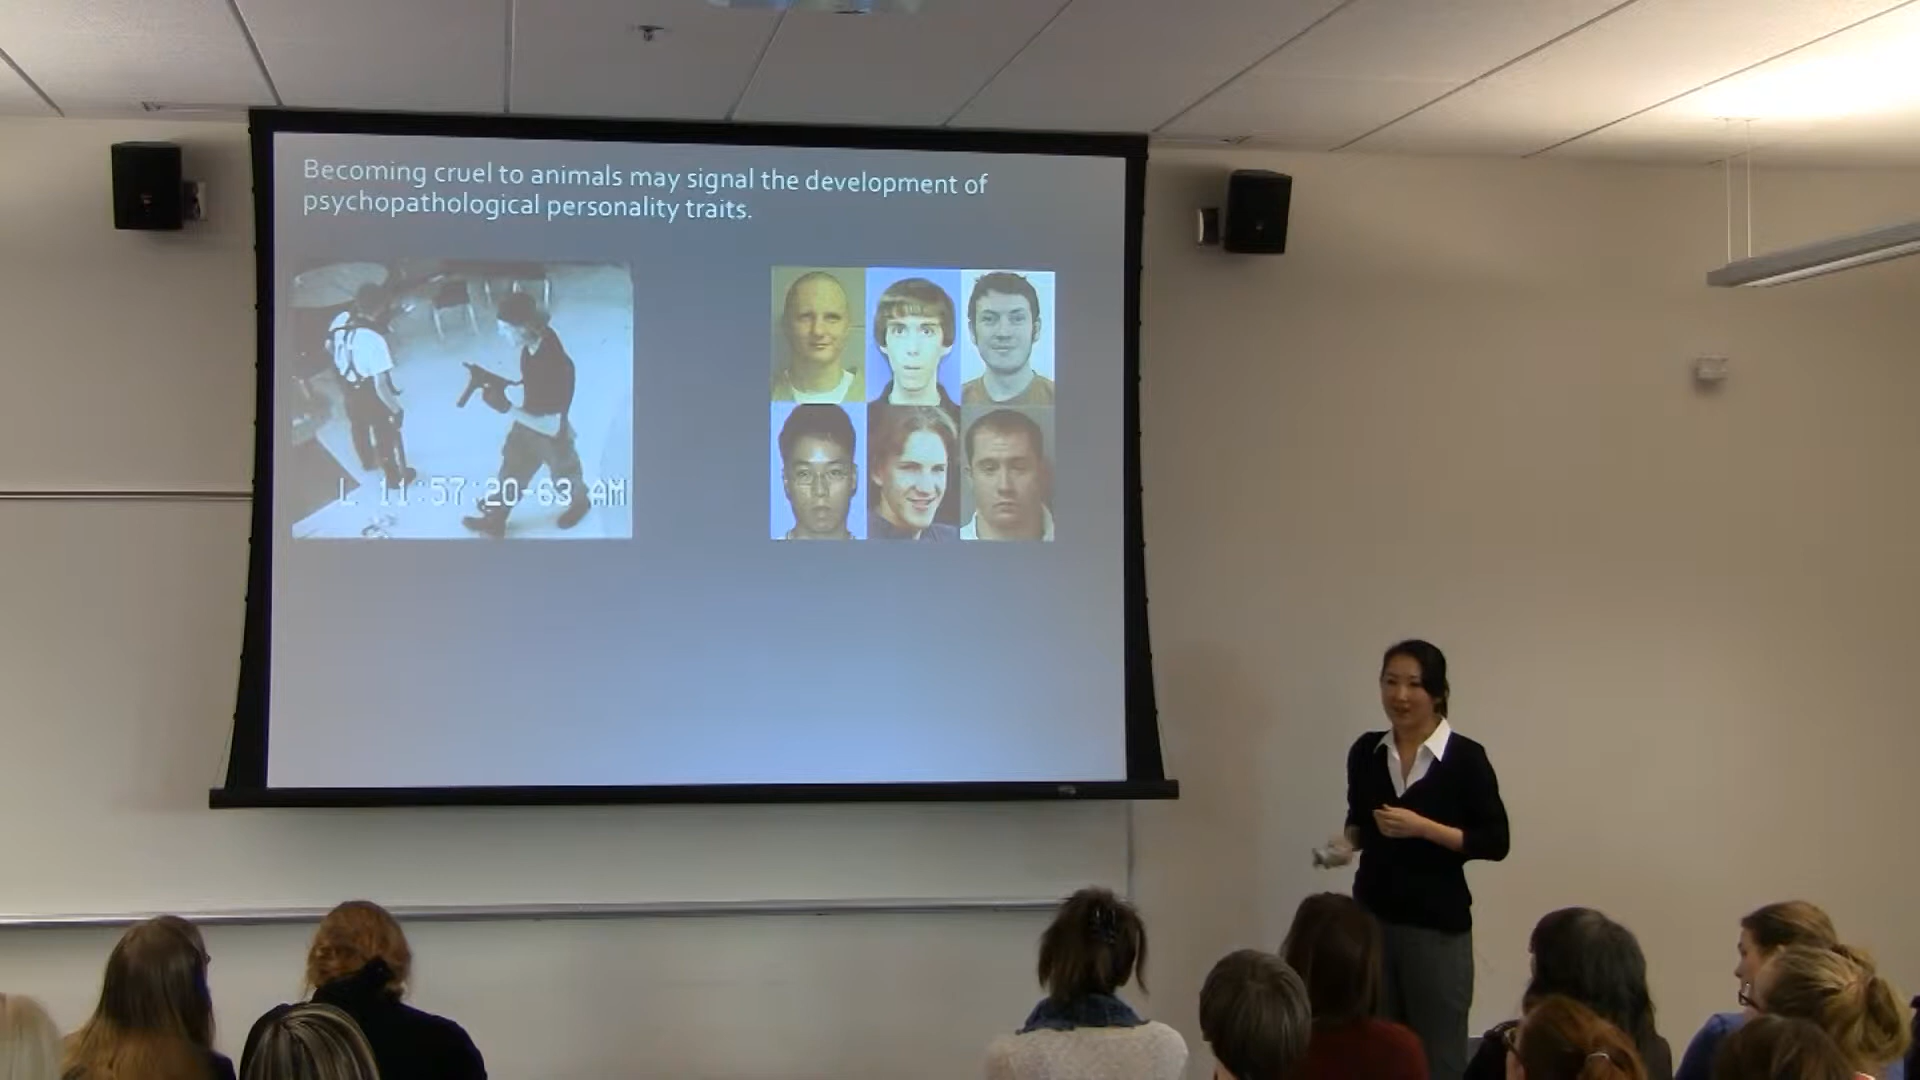 Becoming cruel to animals may signal the development of
psychopathological personality traits.
L 11:57:20-63 AM